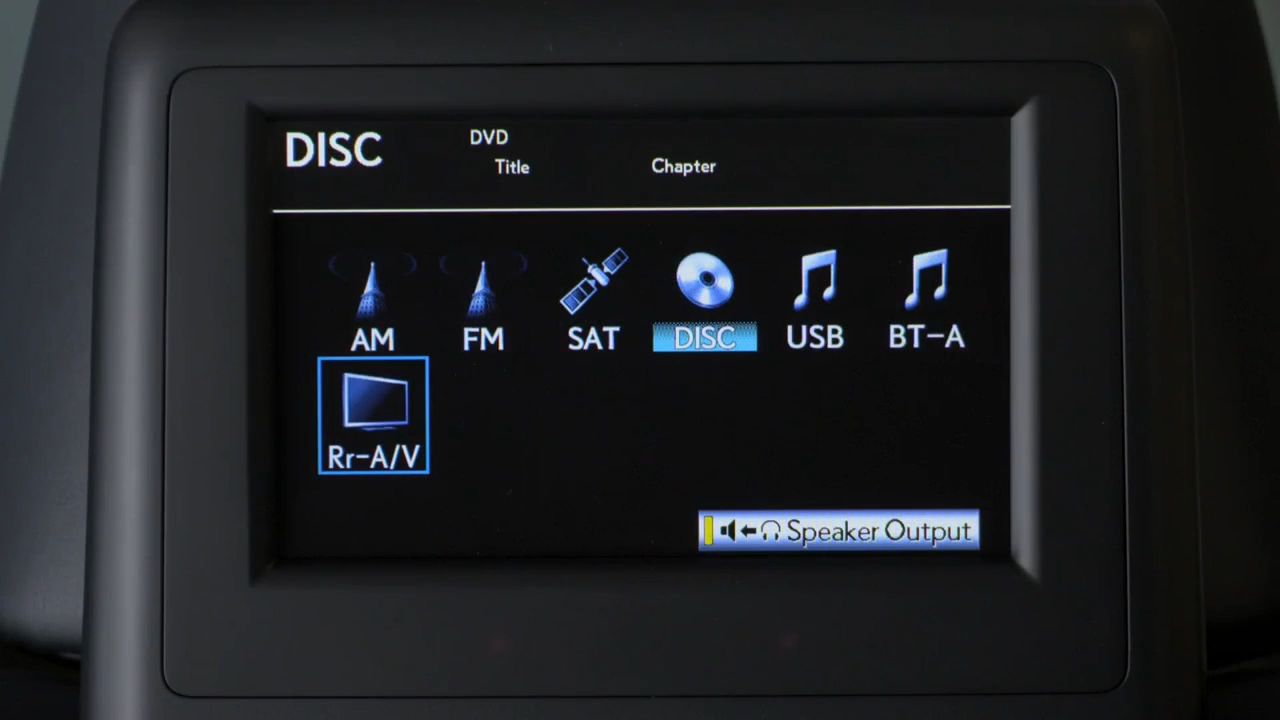 DISC
DVD
Title Chapter
AM FM SAT DISC USB BT-A
Rr-A/V
Speaker Output